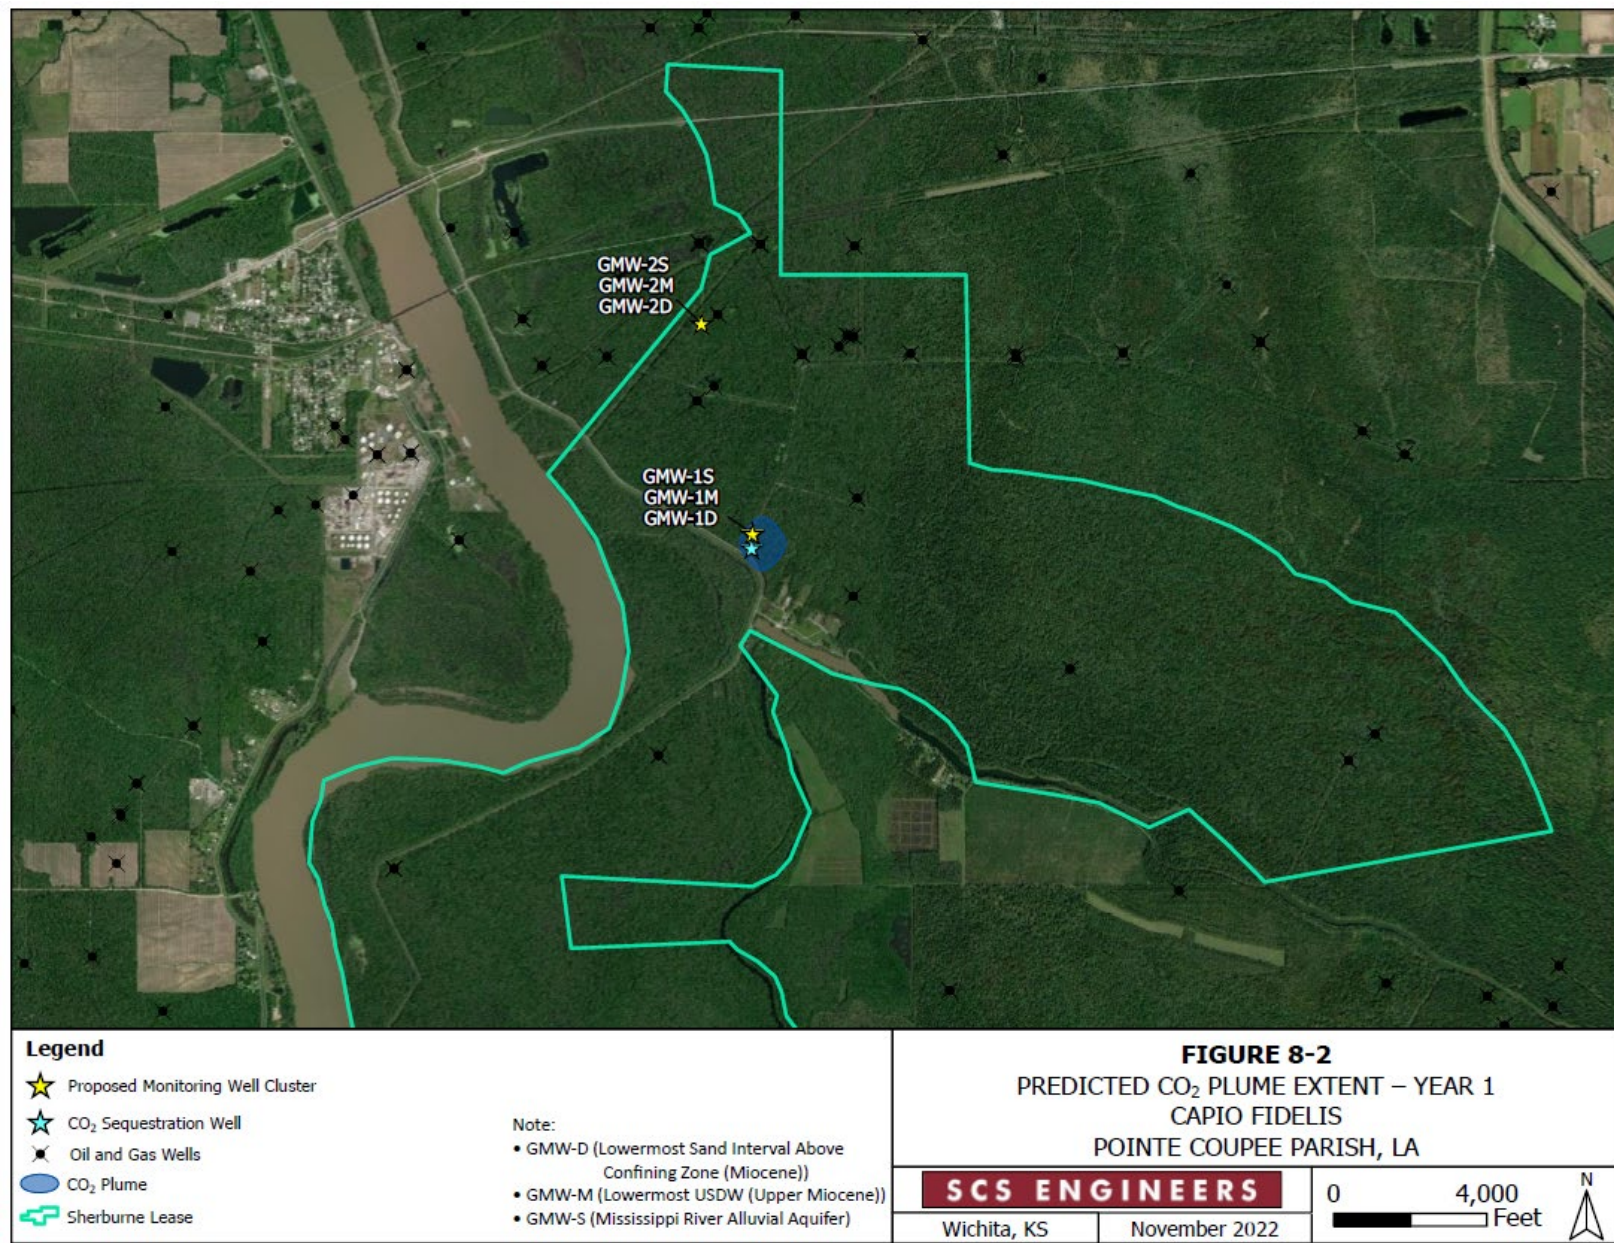 GMW-2S
GMW-2M
GMW-2D
GMW-1S
GMW-1M
GMW-1D
Legend
Proposed Monitoring Well Cluster
CO₂ Sequestration Well
Oil and Gas Wells
CO₂ Plume
Sherburne Lease
Note:
• GMW-D (Lowermost Sand Interval Above
Confining Zone (Miocene))
• GMW-M (Lowermost USDW (Upper Miocene))
• GMW-S (Mississippi River Alluvial Aquifer)
FIGURE 8-2
PREDICTED CO₂ PLUME EXTENT – YEAR 1
CAPIO FIDELIS
POINTE COUPEE PARISH, LA
SCS ENGINEERS
Wichita, KS
November 2022
0 4,000
Feet
N